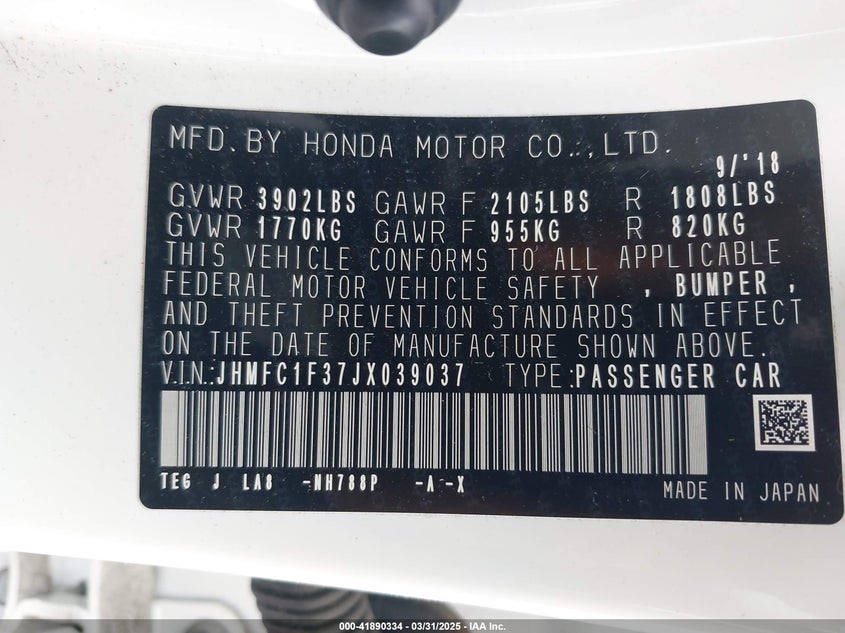 MFD. BY HONDA MOTOR CO.,LTD.
9/'18
GVWR 3902LBS GAWR F 2105LBS R 1808LBS
GVWR 1770KG GAWR F 955KG R 820KG
THIS VEHICLE CONFORMS TO ALL APPLICABLE
FEDERAL MOTOR VEHICLE SAFETY , BUMPER ,
AND THEFT PREVENTION STANDARDS IN EFFECT
ON THE DATE OF MANUFACTURE SHOWN ABOVE.
V.I.N.:JHMFC1F37JX039037 TYPE:PASSENGER CAR
TEG J LA8 -NH788P -A -X
MADE IN JAPAN
000-41890334 / 03/31/2025 - © IAA Inc.